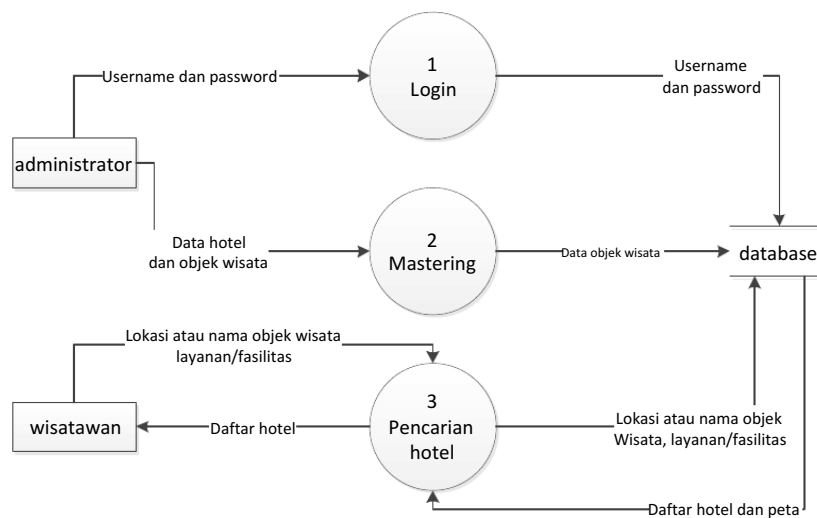 1
Login
Username dan password
Username
dan password
administrator
2
Mastering
Data hotel
dan objek wisata
Data objek wisata
database
Lokasi atau nama objek wisata
layanan/fasilitas
3
Pencarian
hotel
wisatawan
Daftar hotel
Lokasi atau nama objek
Wisata, layanan/fasilitas
Daftar hotel dan peta